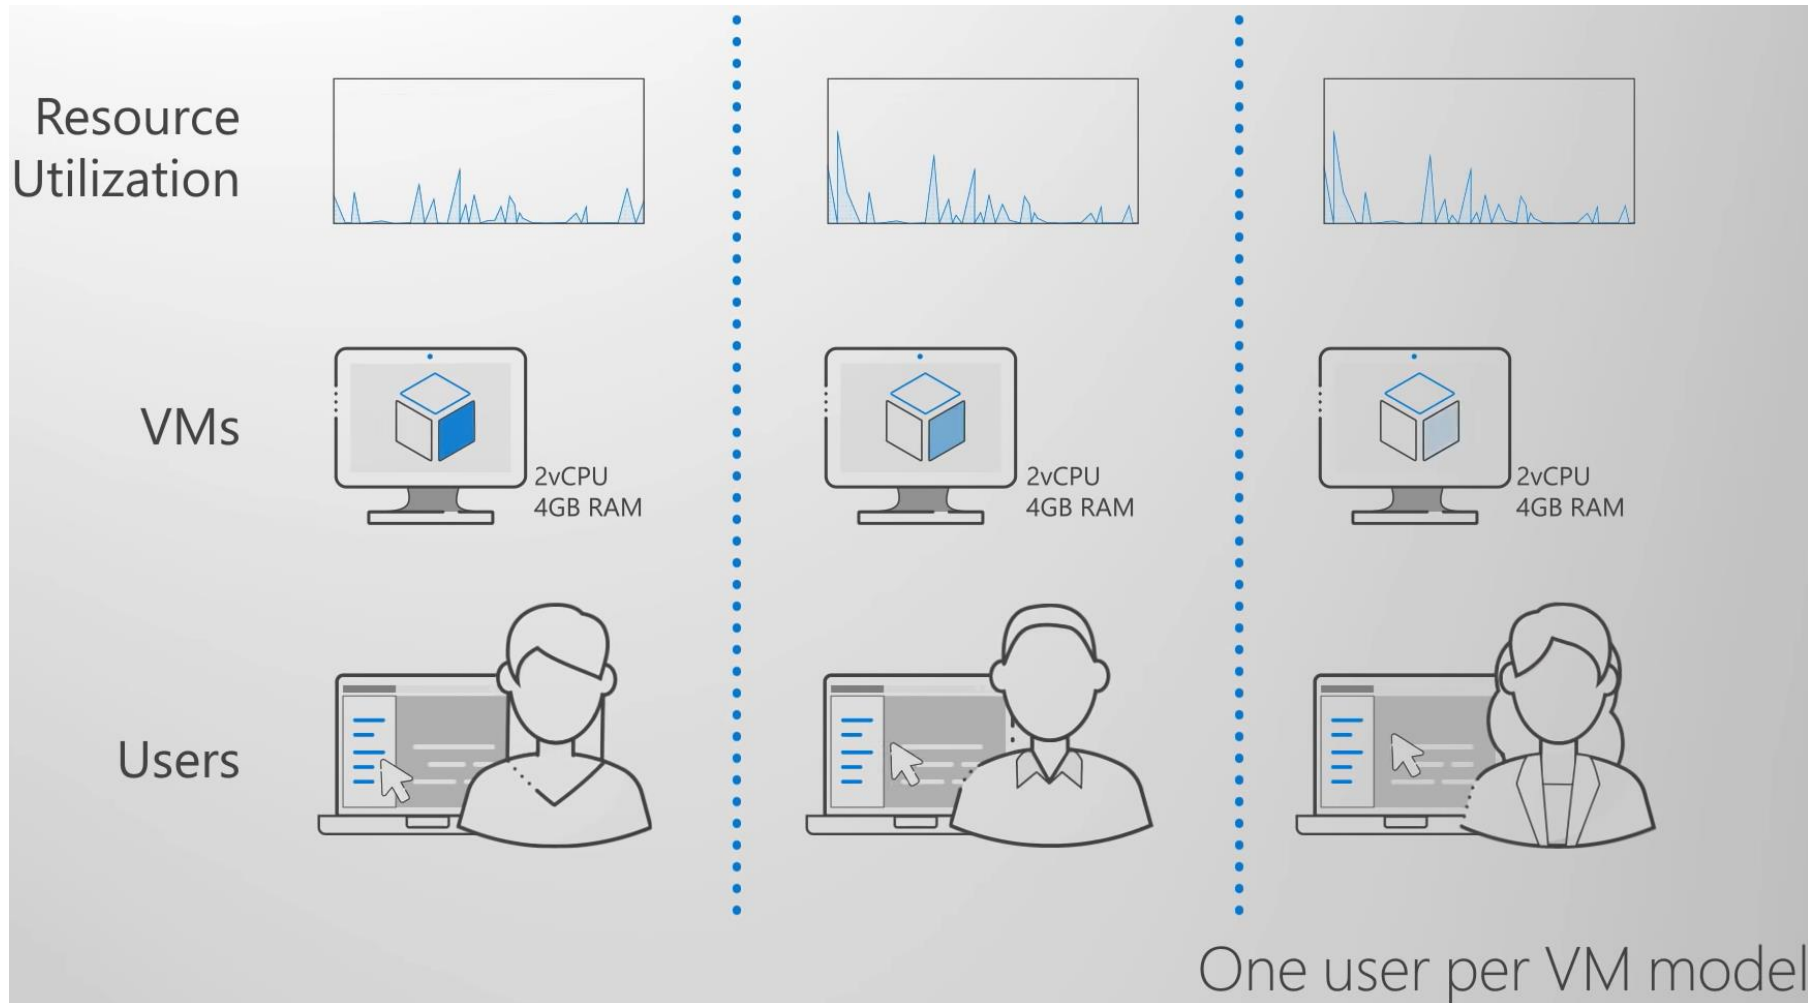 Resource
Utilization
VMs
2vCPU
4GB RAM
2vCPU
4GB RAM
2vCPU
4GB RAM
Users
One user per VM model